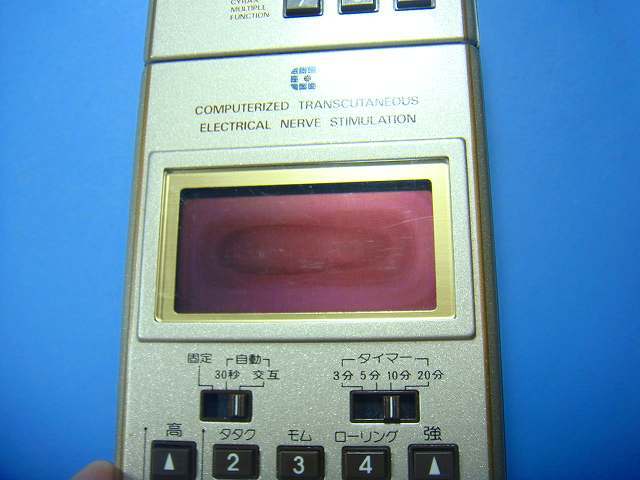 MULTIPLL
FUNCTION
COMPUTERIZED TRANSCUTANEOUS
ELECTRICAL NERVE STIMULATION
固定 自動
30秒 交互
タイマー
3分 5分 10分 20分
高 タタク モム ローリング 強
2 3 4